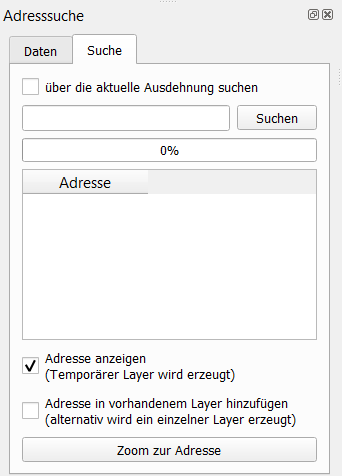 Adresssuche
Daten
Suche
über die aktuelle Ausdehnung suchen
Suchen
0%
Adresse
Adresse anzeigen
(Temporärer Layer wird erzeugt)
Adresse in vorhandenem Layer hinzufügen
(alternativ wird ein einzelner Layer erzeugt)
Zoom zur Adresse